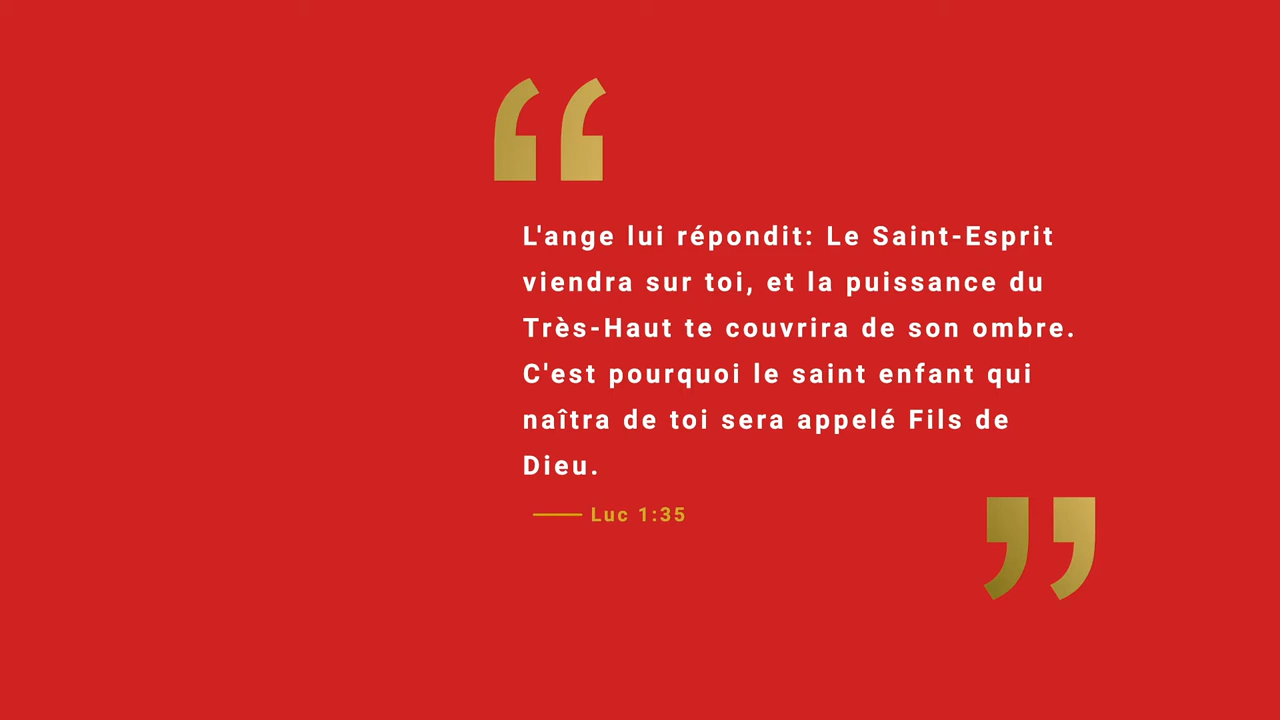 “
L'ange lui répondit: Le Saint-Esprit
viendra sur toi, et la puissance du
Très-Haut te couvrira de son ombre.
C'est pourquoi le saint enfant qui
naîtra de toi sera appelé Fils de
Dieu.
—— Luc 1:35
”